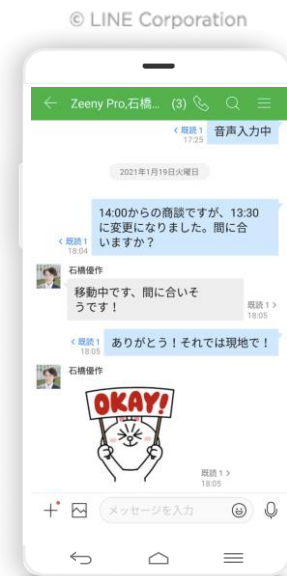 © LINE Corporation
Zeeny Pro,石橋... (3)
既読 1
17:25
音声入力中
2021年1月19日火曜日
14:00からの商談ですが、13:30
に変更になりました。間に合
いますか?
既読 1
18:04
石橋優作
移動中です、間に合いそ
うです!
既読 1
18:05
既読 1
18:05
ありがとう!それでは現地で!
石橋優作
OKAY!
既読 1
18:05
メッセージを入力